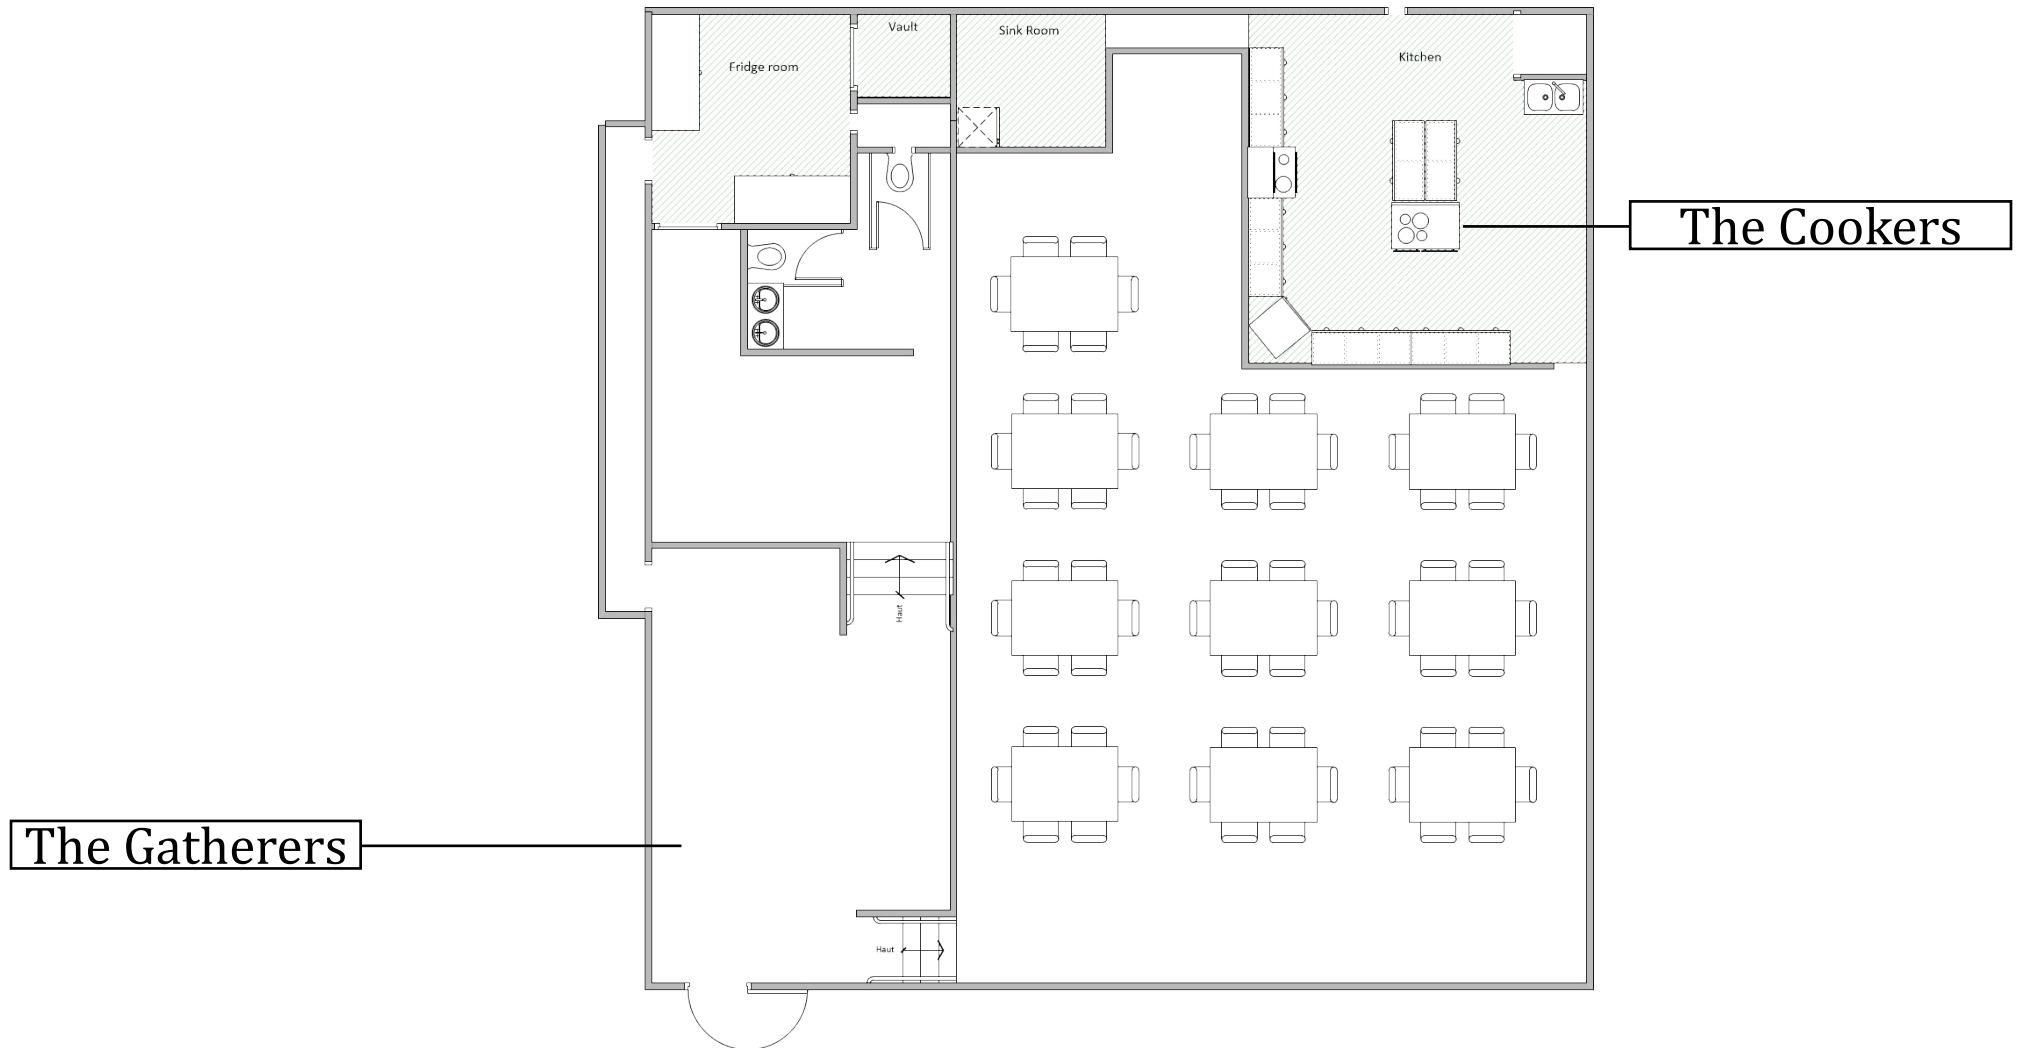 Vault
Sink Room
Kitchen
Fridge room
The Cookers
Haut
The Gatherers
Haut